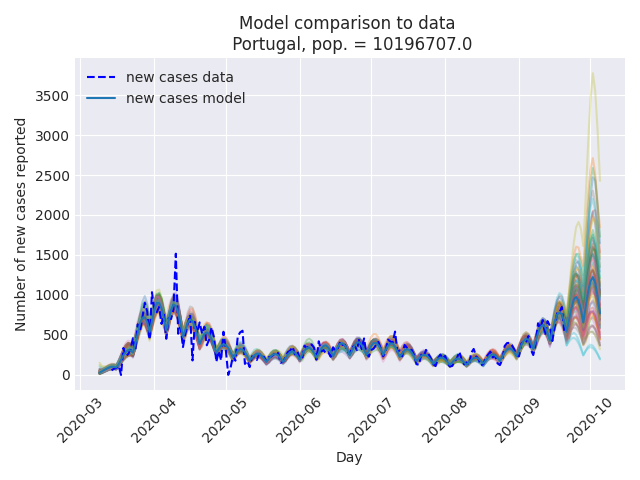 Model comparison to data
Portugal, pop. = 10196707.0
new cases data
new cases model
Number of new cases reported
3500
3000
2500
2000
1500
1000
500
0
2020-03
2020-04
2020-05
2020-06
2020-07
2020-08
2020-09
2020-10
Day